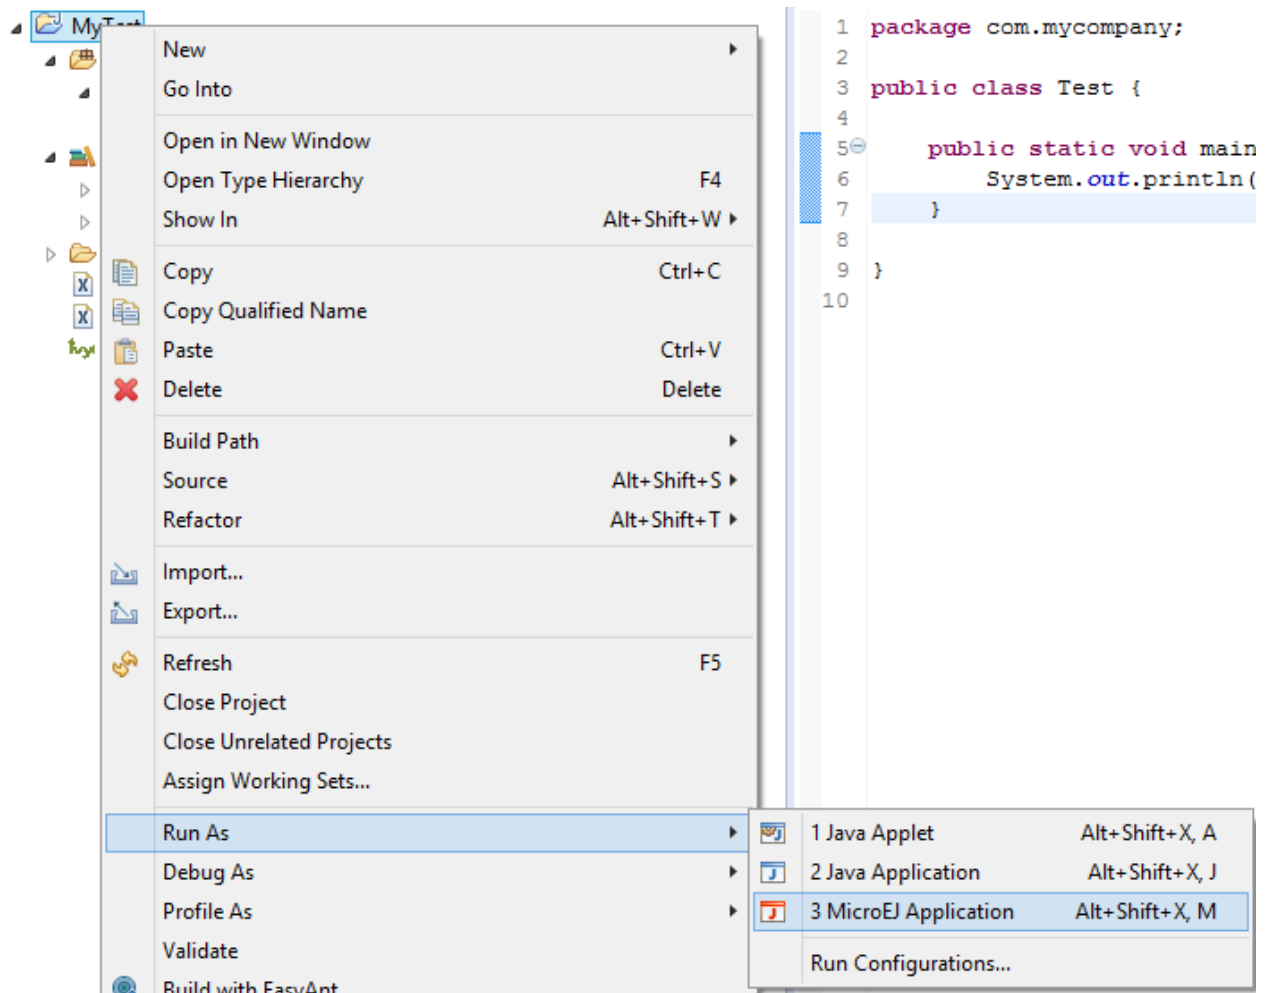 MyTest
New
Go Into
Open in New Window
Open Type Hierarchy F4
Show In Alt+Shift+W
Copy Ctrl+C
Copy Qualified Name
Paste Ctrl+V
Delete Delete
Build Path
Source Alt+Shift+S
Refactor Alt+Shift+T
Import...
Export...
Refresh F5
Close Project
Close Unrelated Projects
Assign Working Sets...
Run As
Debug As
Profile As
Validate
Build with EasyAnt
1 Java Applet Alt+Shift+X, A
2 Java Application Alt+Shift+X, J
3 MicroEJ Application Alt+Shift+X, M
Run Configurations...
1 package com.mycompany;
2
3 public class Test {
4
5 public static void main
6 System.out.println(
7 }
8
9 }
10